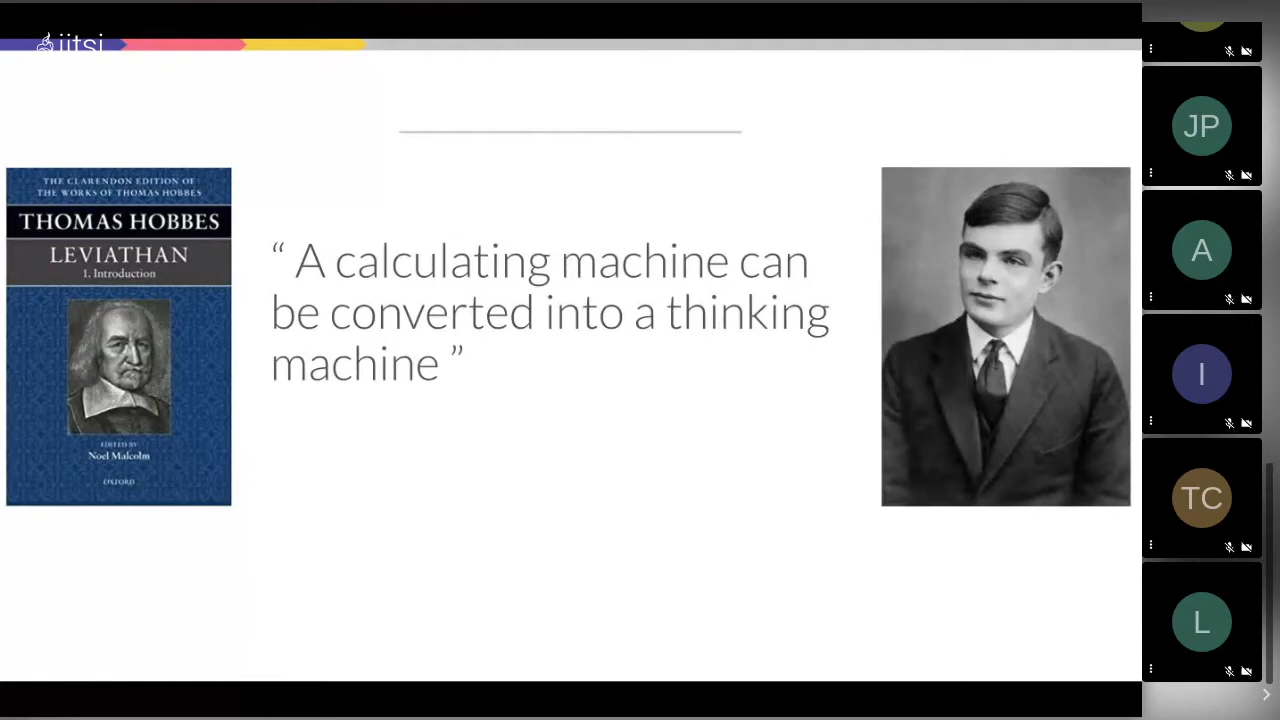 jitsi
THE CLARENDON EDITION OF
THE WORKS OF THOMAS HOBBES
THOMAS HOBBES
LEVIATHAN
1. Introduction
EDITED BY
Noel Malcolm
OXFORD
“ A calculating machine can
be converted into a thinking
machine ”
JP
A
I
TC
L